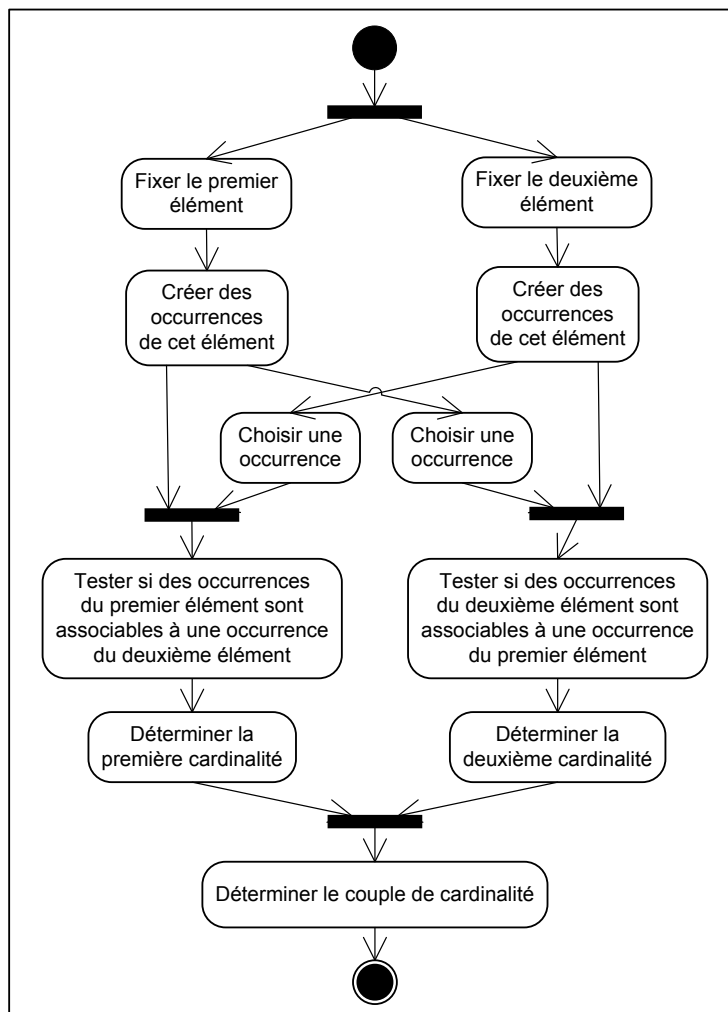 Fixer le premier
élément
Fixer le deuxième
élément
Créer des
occurrences
de cet élément
Créer des
occurrences
de cet élément
Choisir une
occurrence
Choisir une
occurrence
Tester si des occurrences
du premier élément sont
associables à une occurrence
du deuxième élément
Tester si des occurrences
du deuxième élément sont
associables à une occurrence
du premier élément
Déterminer la
première cardinalité
Déterminer la
deuxième cardinalité
Déterminer le couple de cardinalité